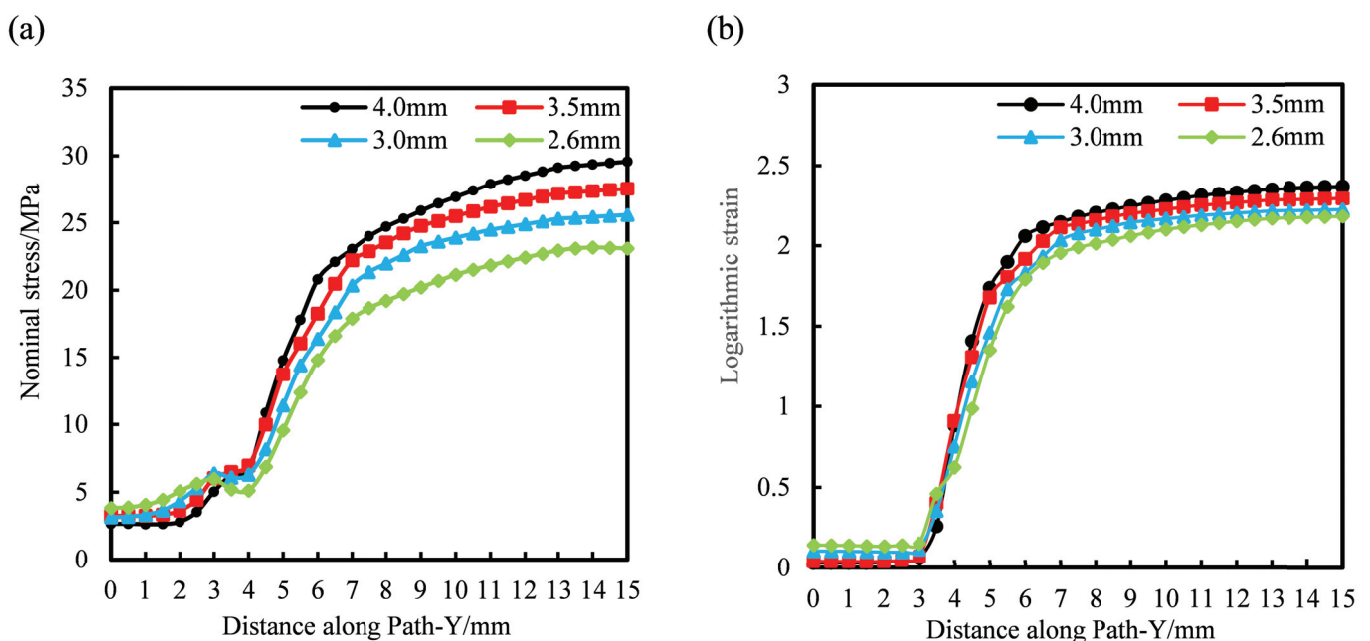 (a)
(b)
35
30
25
20
15
10
5
0
Nominal stress/MPa
4.0mm
3.5mm
3.0mm
2.6mm
0 1 2 3 4 5 6 7 8 9 10 11 12 13 14 15
Distance along Path-Y/mm
3
2.5
2
1.5
1
0.5
0
Logarithmic strain
4.0mm
3.5mm
3.0mm
2.6mm
0 1 2 3 4 5 6 7 8 9 10 11 12 13 14 15
Distance along Path-Y/mm